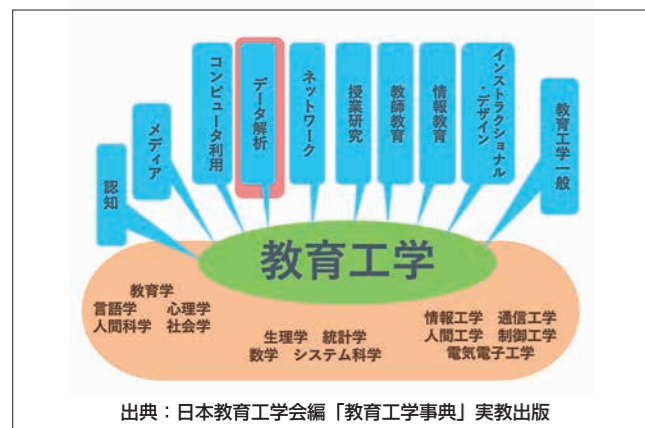 認知
メディア
コンピュータ利用
データ解析
ネットワーク
授業研究
教師教育
情報教育
インストラクショナル
・デザイン
教育工学一般
教育工学
教育学
言語学 心理学
人間科学 社会学
生理学 統計学
数学 システム科学
情報工学 通信工学
人間工学 制御工学
電気電子工学
出典：日本教育工学会編「教育工学事典」実教出版